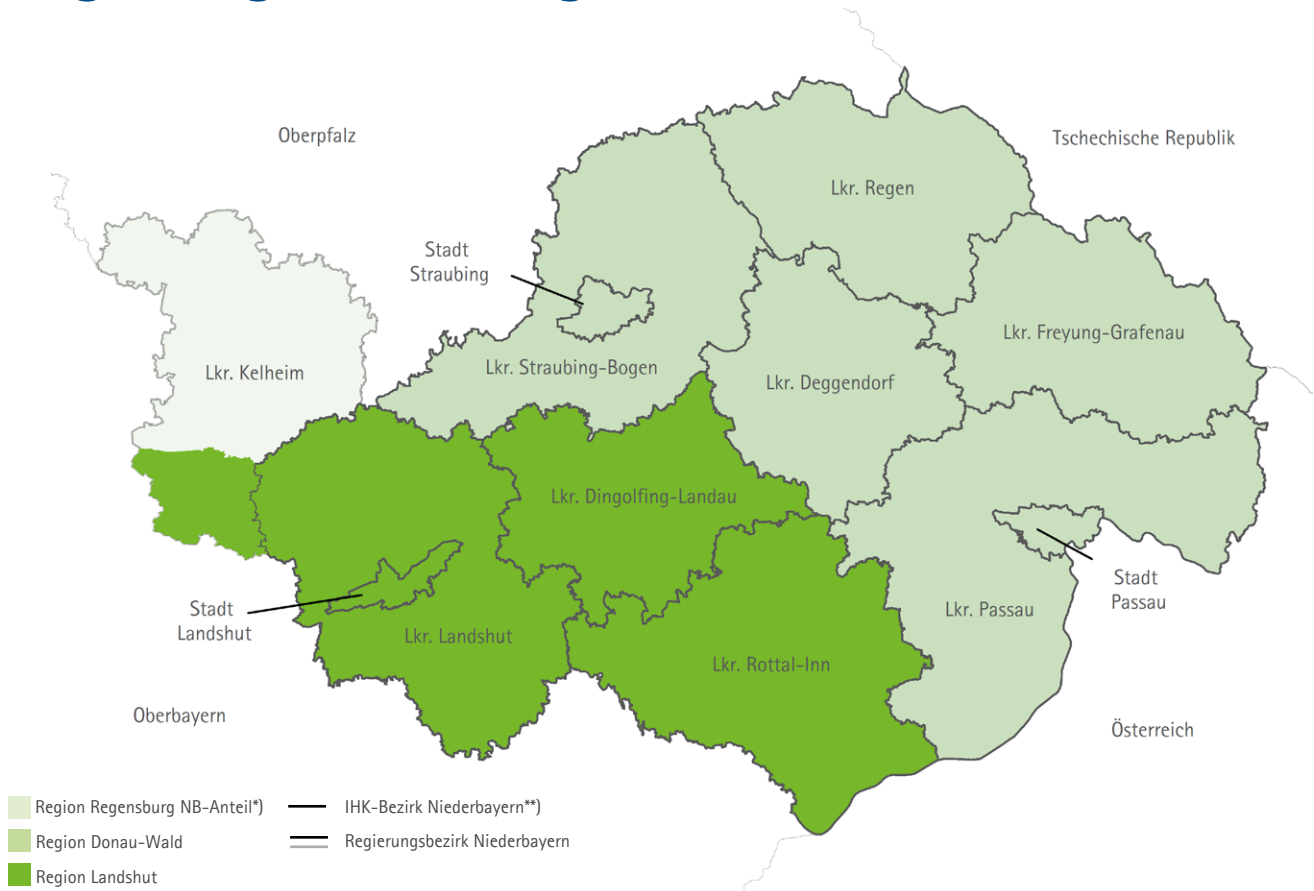 Oberpfalz
Tschechische Republik
Lkr. Regen
Stadt
Straubing
Lkr. Freyung-Grafenau
Lkr. Kelheim
Lkr. Straubing-Bogen
Lkr. Deggendorf
Lkr. Dingolfing-Landau
Stadt
Passau
Stadt
Landshut
Lkr. Landshut
Lkr. Passau
Lkr. Rottal-Inn
Oberbayern
Österreich
Region Regensburg NB-Anteil*)
IHK-Bezirk Niederbayern**)
Region Donau-Wald
Regierungsbezirk Niederbayern
Region Landshut